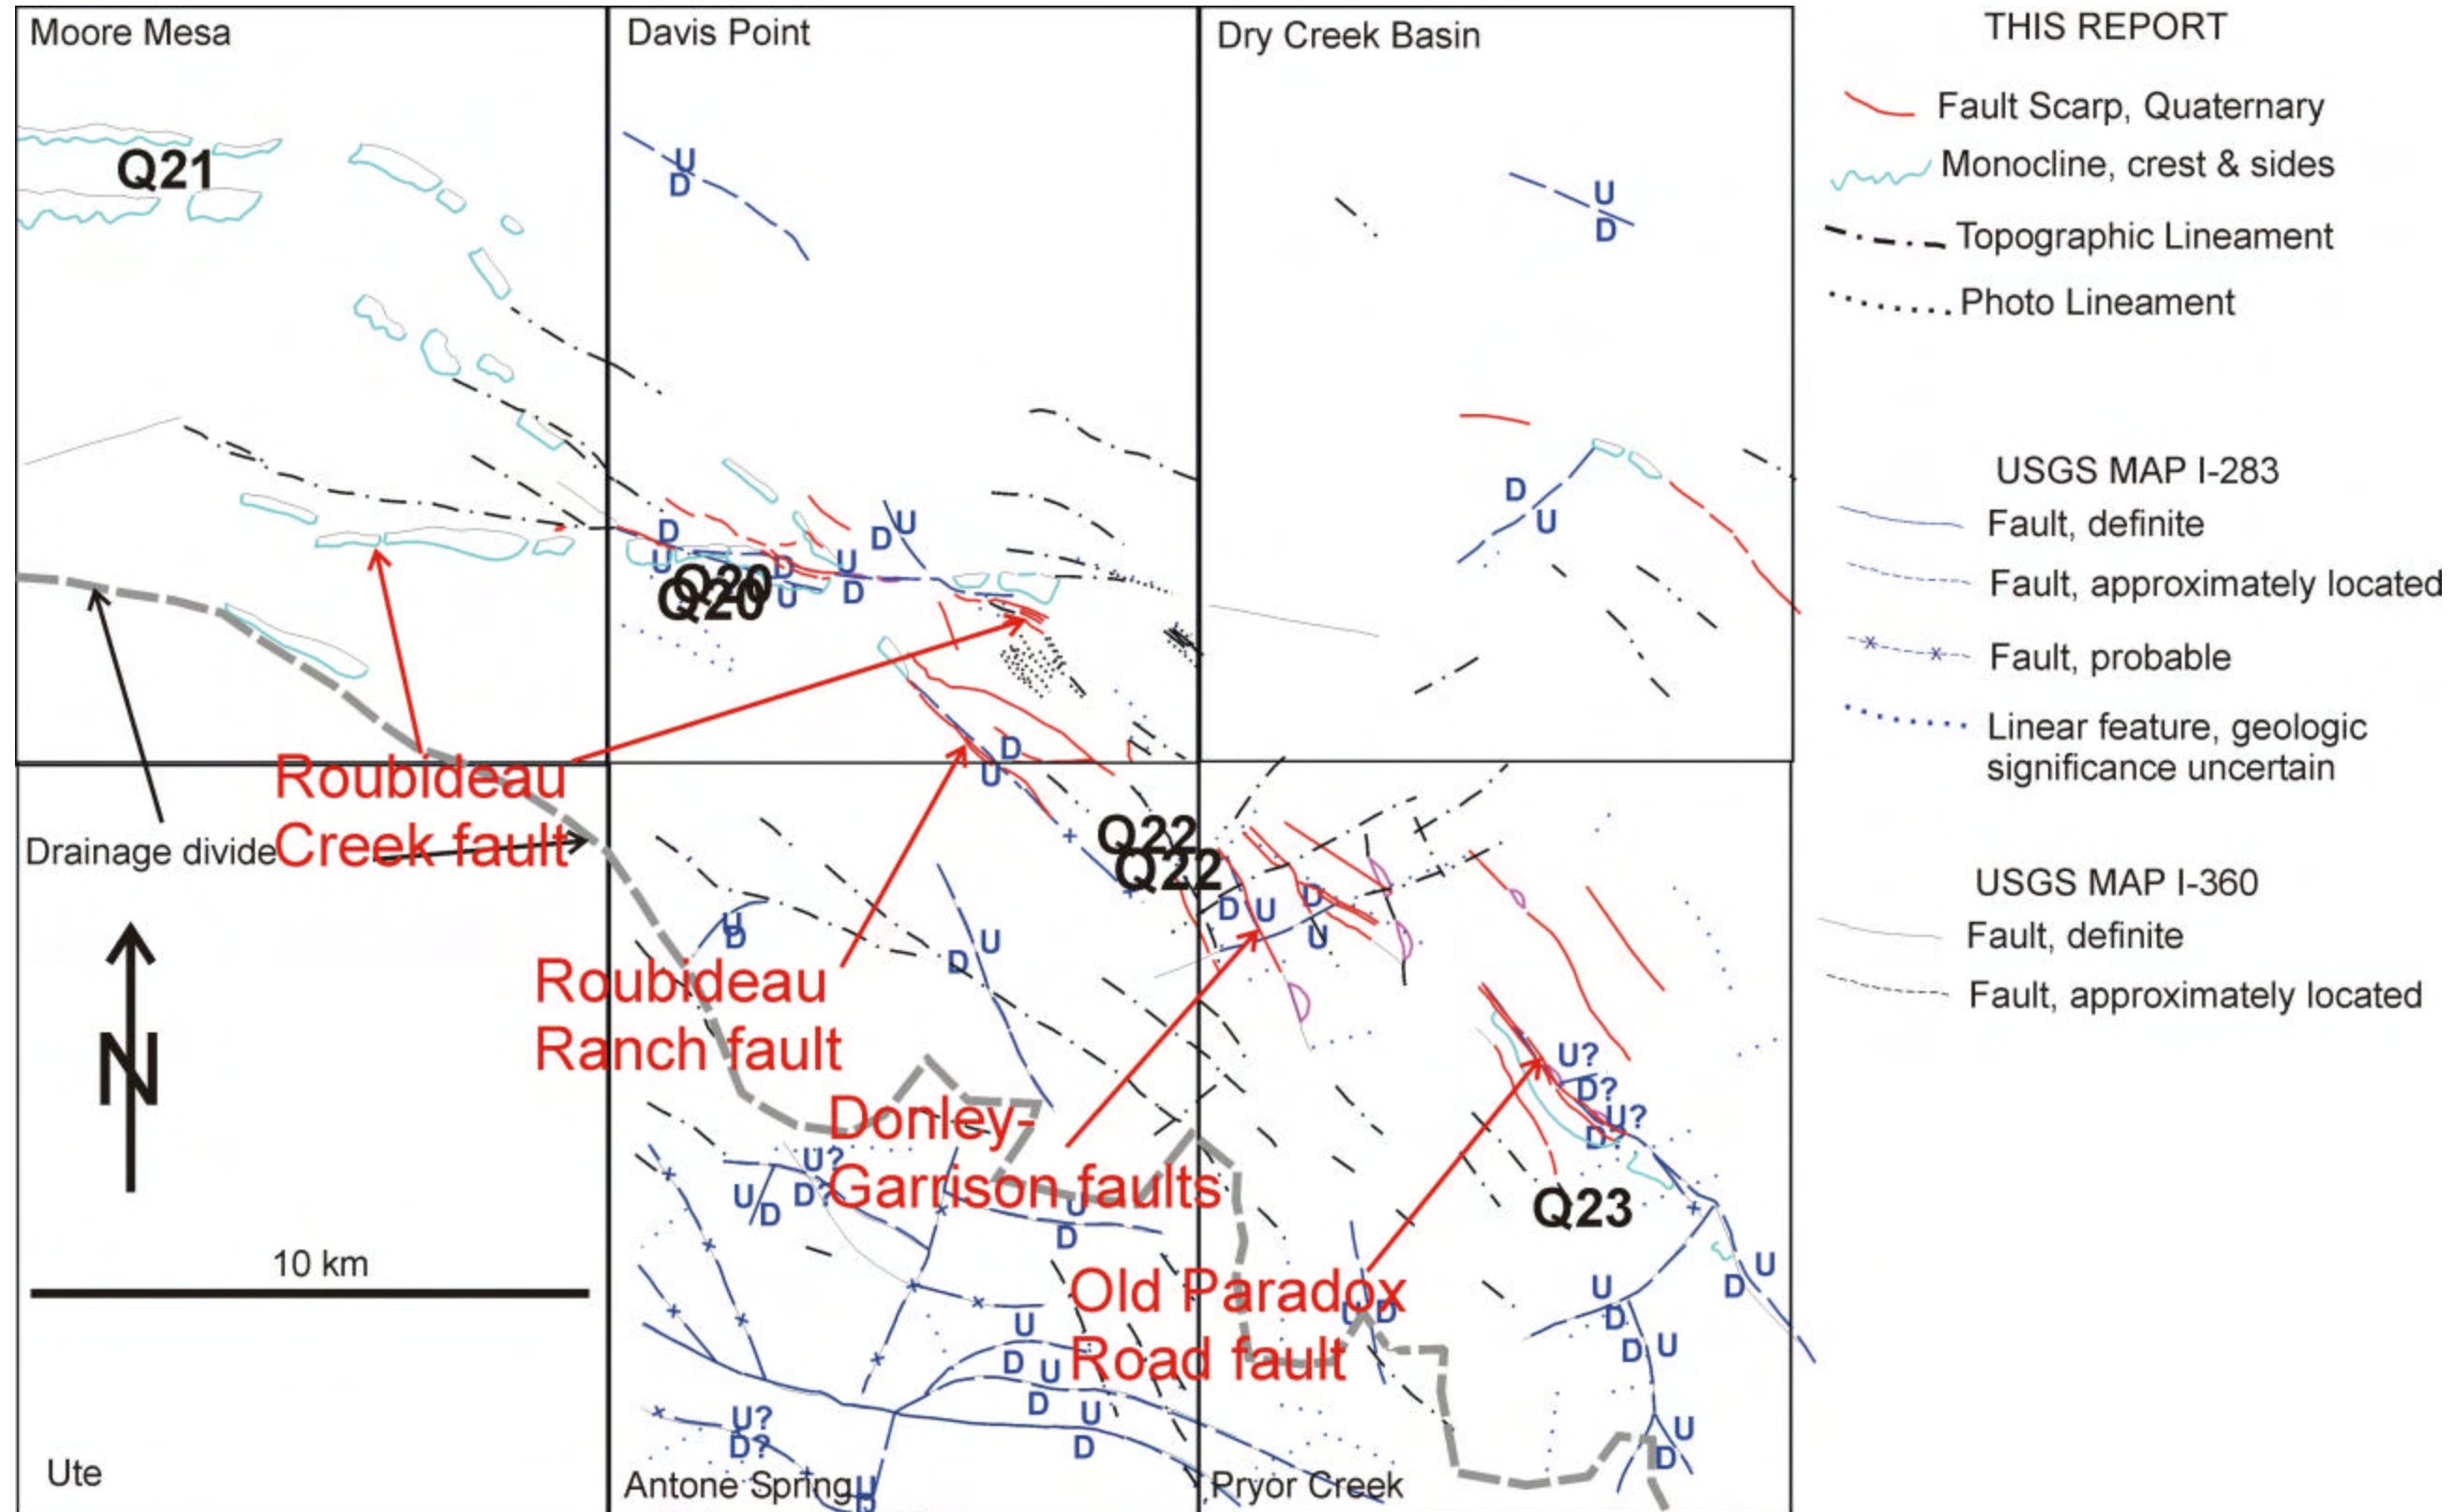 Moore Mesa
Davis Point
Dry Creek Basin
THIS REPORT
Fault Scarp, Quaternary
Monocline, crest & sides
Topographic Lineament
Photo Lineament
USGS MAP I-283
Fault, definite
Fault, approximately located
Fault, probable
Linear feature, geologic
significance uncertain
USGS MAP I-360
Fault, definite
Fault, approximately located
Q21
U
D
U
D
D
U
D
U
D
U
D
U
D
U
Q20
Q20
D
U
Roubideau
Creek fault
Drainage divide
Q22
Q22
D
U
D
U
U
D
D
U
Roubideau
Ranch fault
N
U?
D?
U?
D?
Donley-
Garrison faults
U?
D?
U
D
U
D
Q23
10 km
Old Paradox
Road fault
U
D
U
D
U
D
D
U
U
D
U
D
U
D
U
D
U?
D?
U
D
Ute
Antone Spring
U
D
Pryor Creek